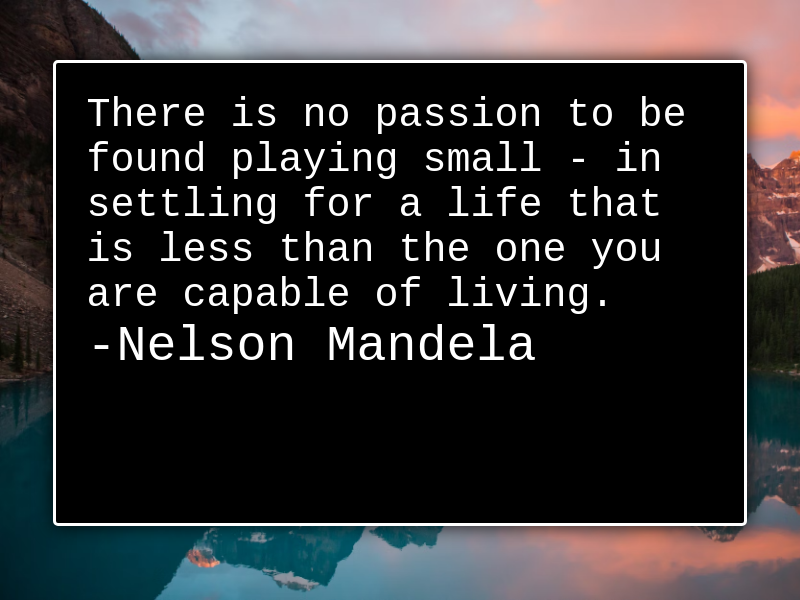 There is no passion to be
found playing small - in
settling for a life that
is less than the one you
are capable of living.
-Nelson Mandela